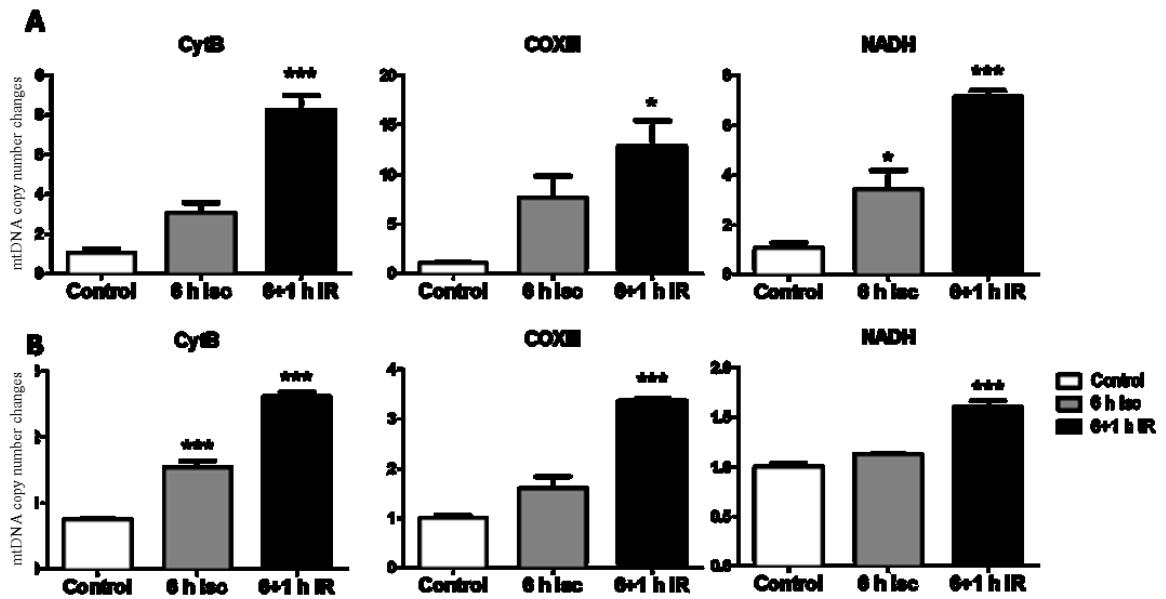 A
CytB
COXIII
NADH
mtDNA copy number changes
8
6
4
2
0
***
Control
6 h Isc
6+1 h IR
20
15
10
5
0
*
Control
6 h Isc
6+1 h IR
8
6
4
2
0
*
***
Control
6 h Isc
6+1 h IR
B
CytB
COXIII
NADH
mtDNA copy number changes
***
***
Control
6 h Isc
6+1 h IR
4
3
2
1
0
***
Control
6 h Isc
6+1 h IR
2.0
1.5
1.0
0.5
0.0
***
Control
6 h Isc
6+1 h IR
Control
6 h Isc
6+1 h IR